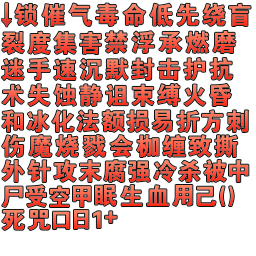 ↓锁催气毒命低先绕盲
裂度集害禁浮承燃磨
迷手速沉默封击护抗
术失蚀静诅束缚火昏
和冰化法额损易方刺
伤魔烧戮会枷缠致撕
外针攻末腐强冷杀被中
尸受空甲眠生血用己()
死咒口日1+